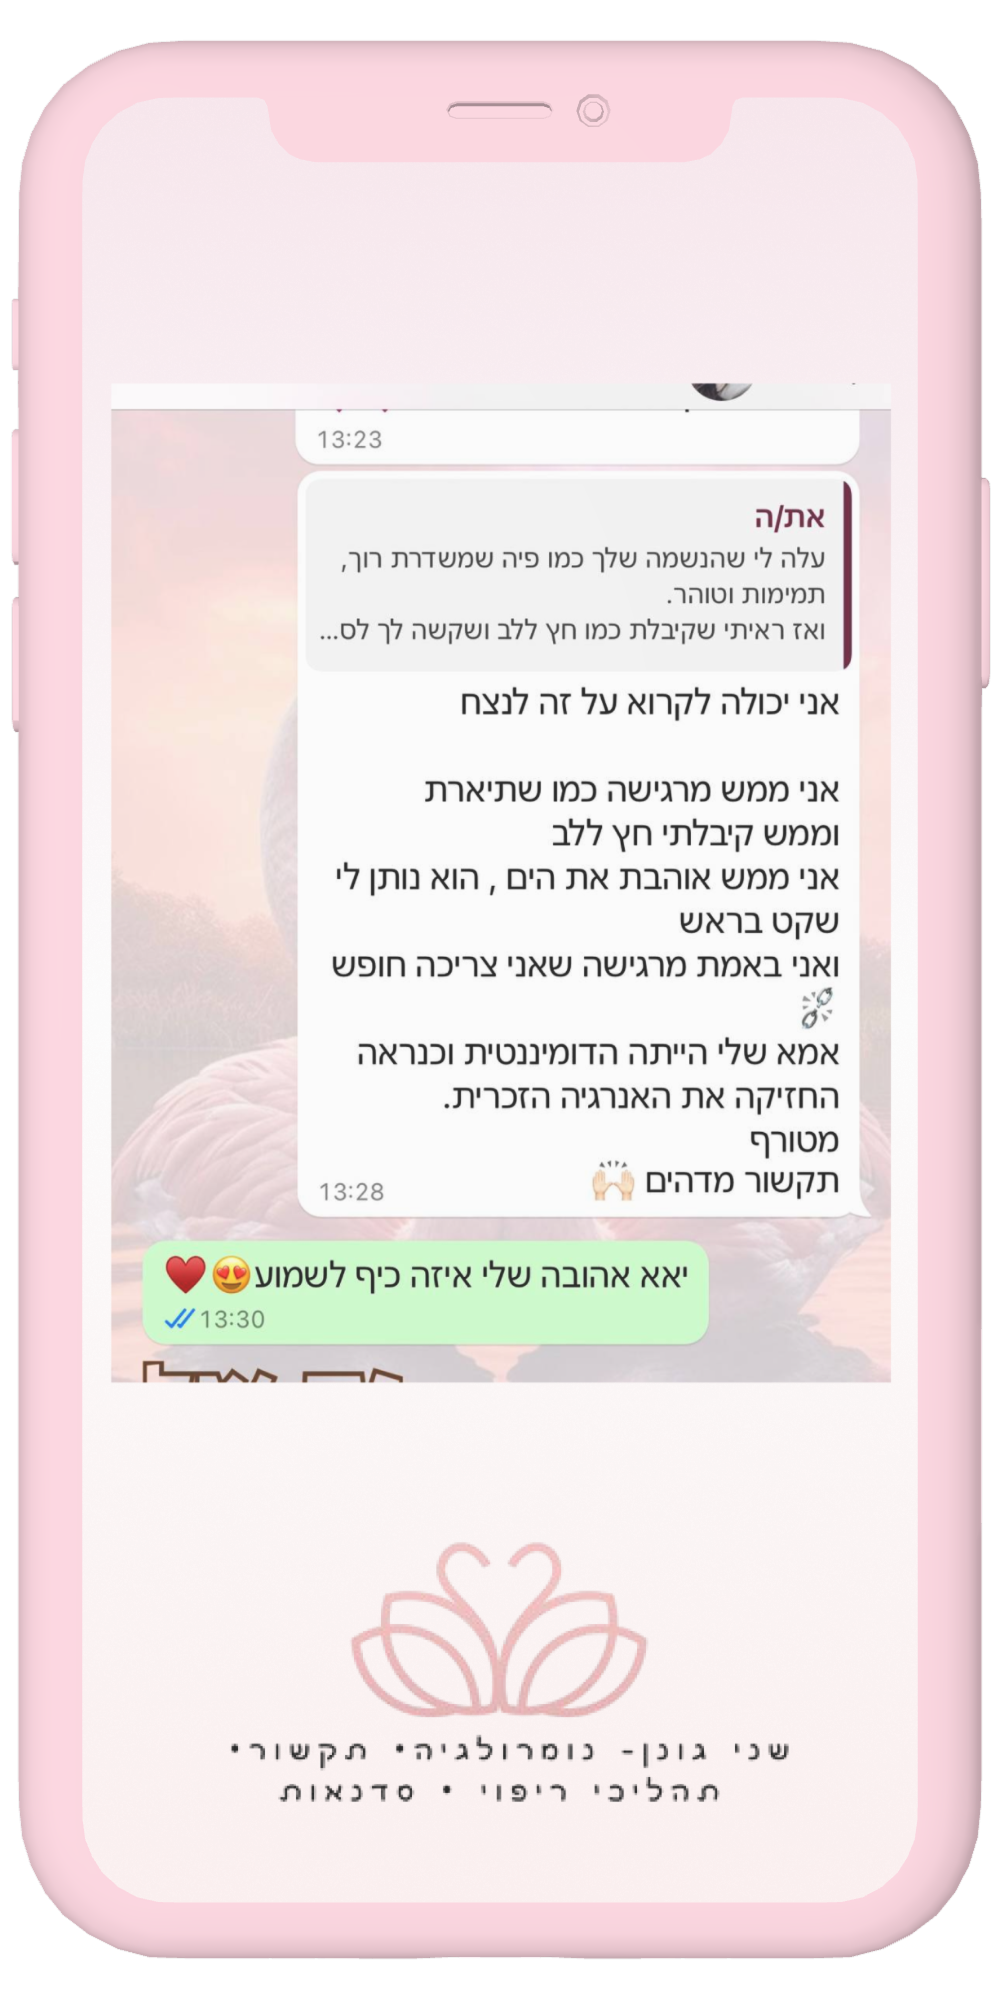 13:23
את/ה
עלה לי שהנשמה שלך כמו פיה שמשדרת רוך,
תמימות וטוהר.
ואז ראיתי שקיבלת כמו חץ ללב ושקשה לך לס...
אני יכולה לקרוא על זה לנצח
אני ממש מרגישה כמו שתיארת
וממש קיבלתי חץ ללב
אני ממש אוהבת את הים , הוא נותן לי
שקט בראש
ואני באמת מרגישה שאני צריכה חופש
⛓️‍💥
אמא שלי הייתה הדומיננטית וכנראה
החזיקה את האנרגיה הזכרית.
מטורף
תקשור מדהים 🙌🏻
13:28
יאא אהובה שלי איזה כיף לשמוע😍♥️
13:30
שני גונן- נומרולגיה• תקשור•
תהליכי ריפוי • סדנאות